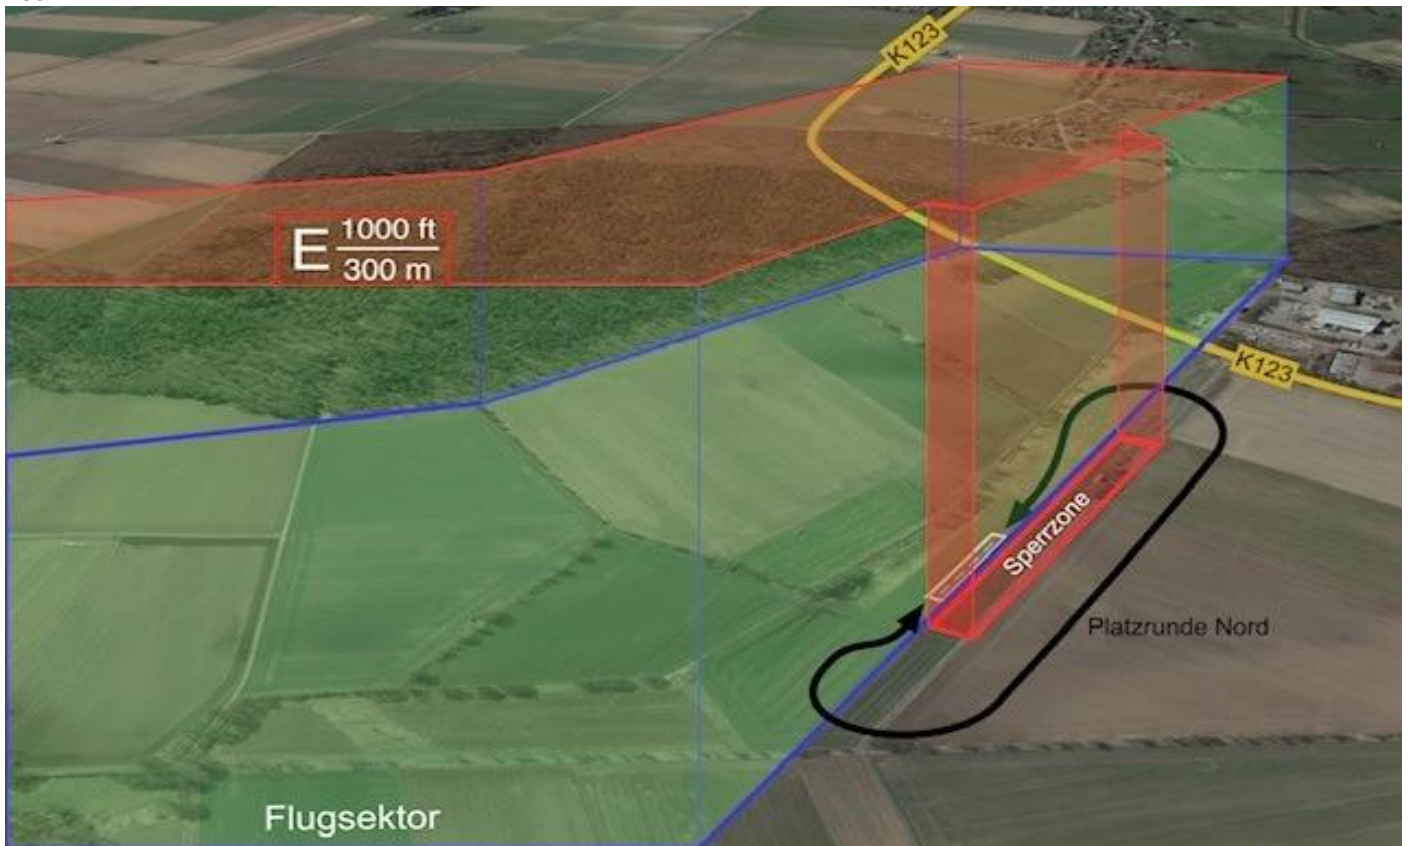 K123
E 1000 ft
300 m
K123
Sperrzone
Platzrunde Nord
Flugsektor